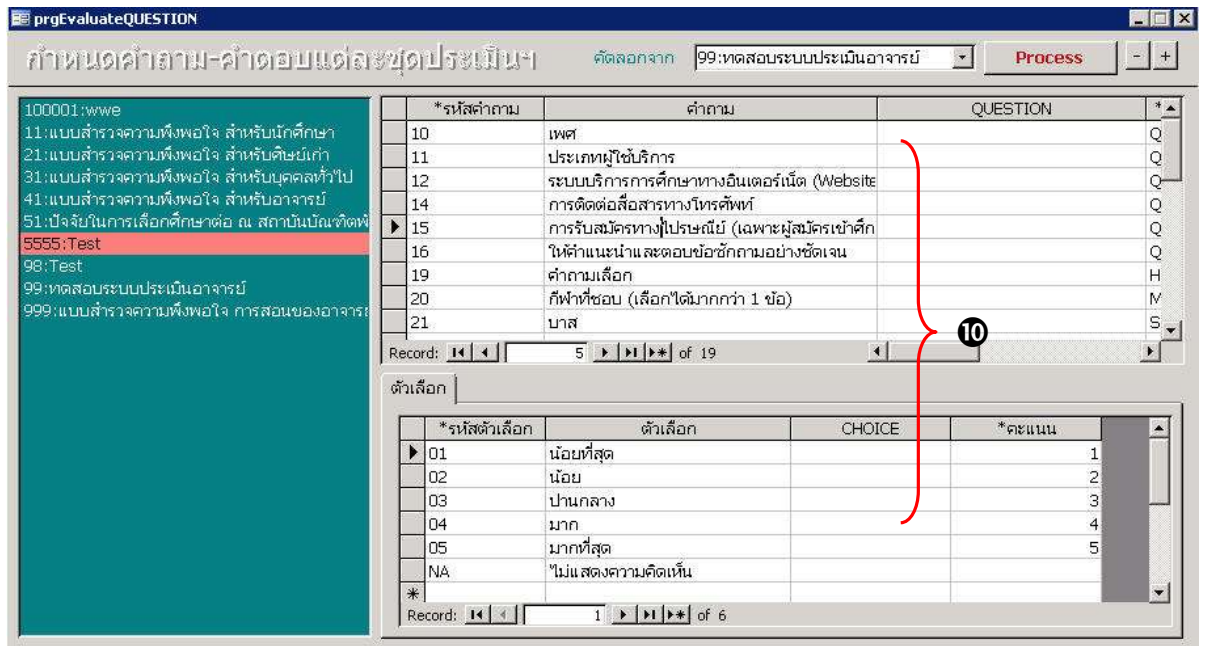 prgEvaluateQUESTION
กำหนดคำถาม-คำตอบแต่ละชุดประเมินฯ
คัดลอกจาก 99:ทดสอบระบบประเมินอาจารย์ Process - +
100001:wwe
11:แบบสำรวจความพึงพอใจ สำหรับนักศึกษา
21:แบบสำรวจความพึงพอใจ สำหรับศิษย์เก่า
31:แบบสำรวจความพึงพอใจ สำหรับบุคคลทั่วไป
41:แบบสำรวจความพึงพอใจ สำหรับอาจารย์
51:ปัจจัยในการเลือกศึกษาต่อ ณ สถาบันบัณฑิตพั
5555:Test
98:Test
99:ทดสอบระบบประเมินอาจารย์
999:แบบสำรวจความพึงพอใจ การสอนของอาจารย
*รหัสคำถาม คำถาม QUESTION *
10 เพศ Q
11 ประเภทผู้ใช้บริการ Q
12 ระบบบริการการศึกษาทางอินเตอร์เน็ต (Website Q
14 การติดต่อสื่อสารทางโทรศัพท์ Q
15 การรับสมัครทางไปรษณีย์ (เฉพาะผู้สมัครเข้าศึก Q
16 ให้คำแนะนำและตอบข้อซักถามอย่างชัดเจน Q
19 คำถามเลือก H
20 กีฬาที่ชอบ (เลือกได้มากกว่า 1 ข้อ) M
21 บาส S
❿
Record: 5 of 19
ตัวเลือก
*รหัสตัวเลือก ตัวเลือก CHOICE *คะแนน
01 น้อยที่สุด 1
02 น้อย 2
03 ปานกลาง 3
04 มาก 4
05 มากที่สุด 5
NA ไม่แสดงความคิดเห็น
*
Record: 1 of 6